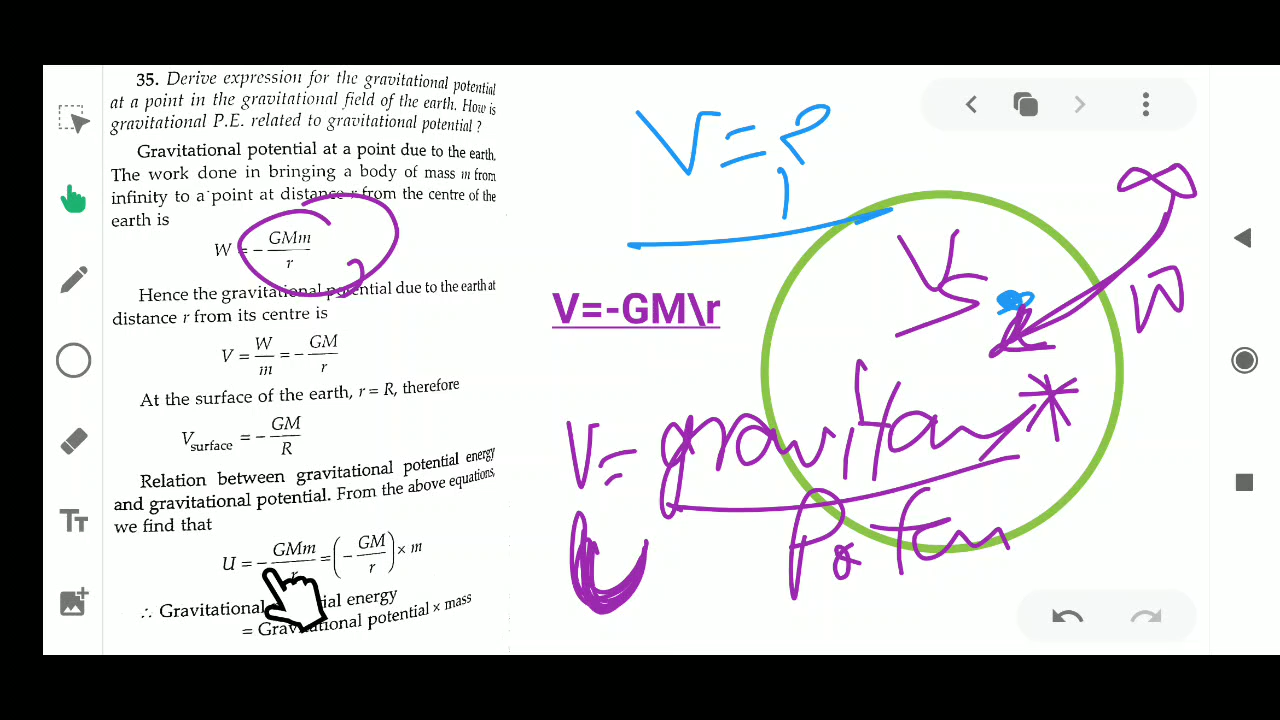 35. Derive expression for the gravitational potential
at a point in the gravitational field of the earth. How is
gravitational P.E. related to gravitational potential ?
Gravitational potential at a point due to the earth.
The work done in bringing a body of mass m from
infinity to a point at distance r from the centre of the
earth is
W = - GMm / r
Hence the gravitational potential due to the earth at
distance r from its centre is
V = W / m = - GM / r
At the surface of the earth, r = R, therefore
V surface = - GM / R
Relation between gravitational potential energy
and gravitational potential. From the above equations,
we find that
U = - GMm / r = ( - GM / r ) × m
∴ Gravitational potential energy
= Gravitational potential × mass
V=?
V=-GM\r
Vs
∞
W
V=
U
Tт